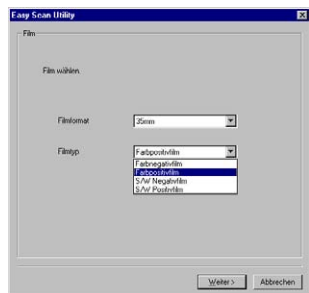 Easy Scan Utility
Film
Film wählen.
Filmformat 35mm
Filmtyp Farbpositivfilm
Farbnegativfilm
Farbpositivfilm
S/W Negativfilm
S/W Positivfilm
Weiter > Abbrechen